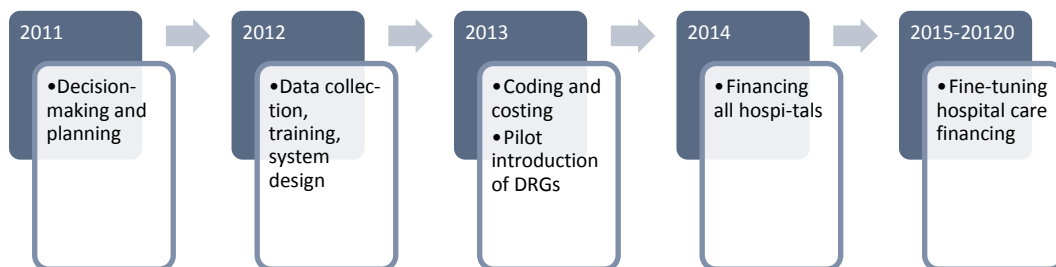 2011
•Decision-
making and
planning
2012
•Data collec-
tion,
training,
system
design
2013
•Coding and
costing
•Pilot
introduction
of DRGs
2014
•Financing
all hospi-tals
2015-20120
•Fine-tuning
hospital care
financing